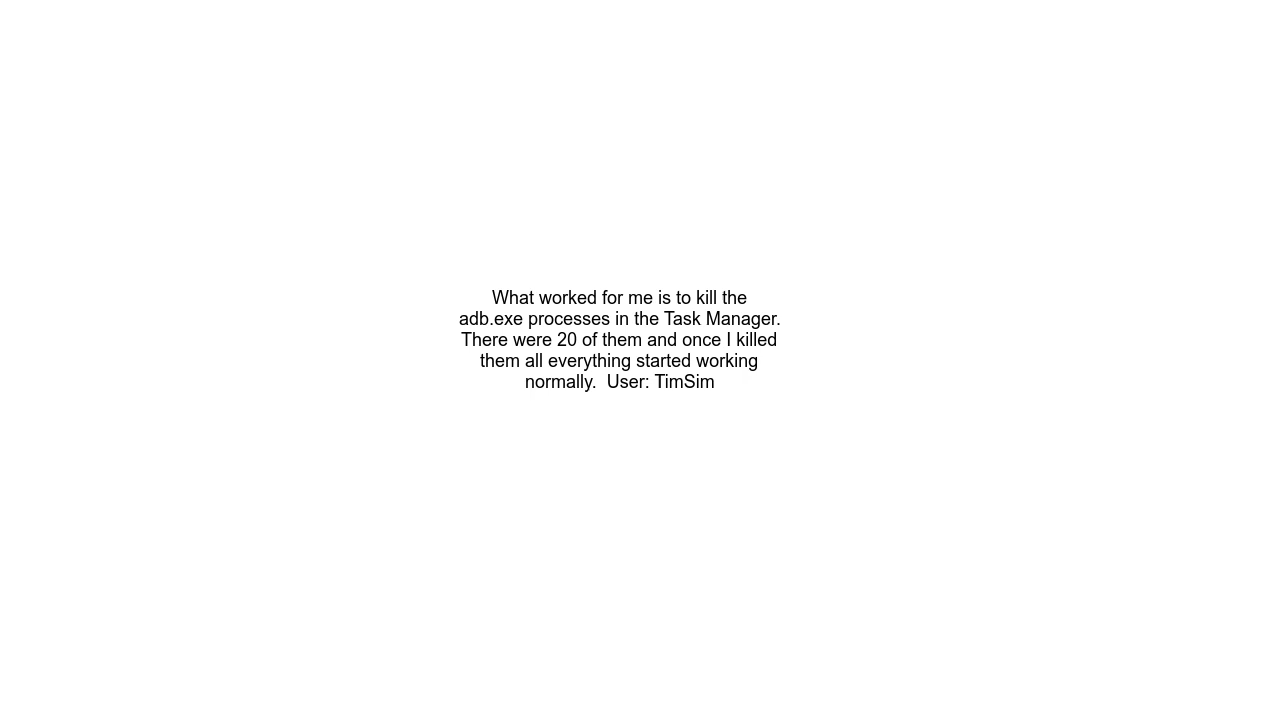 What worked for me is to kill the
adb.exe processes in the Task Manager.
There were 20 of them and once I killed
them all everything started working
normally.  User: TimSim